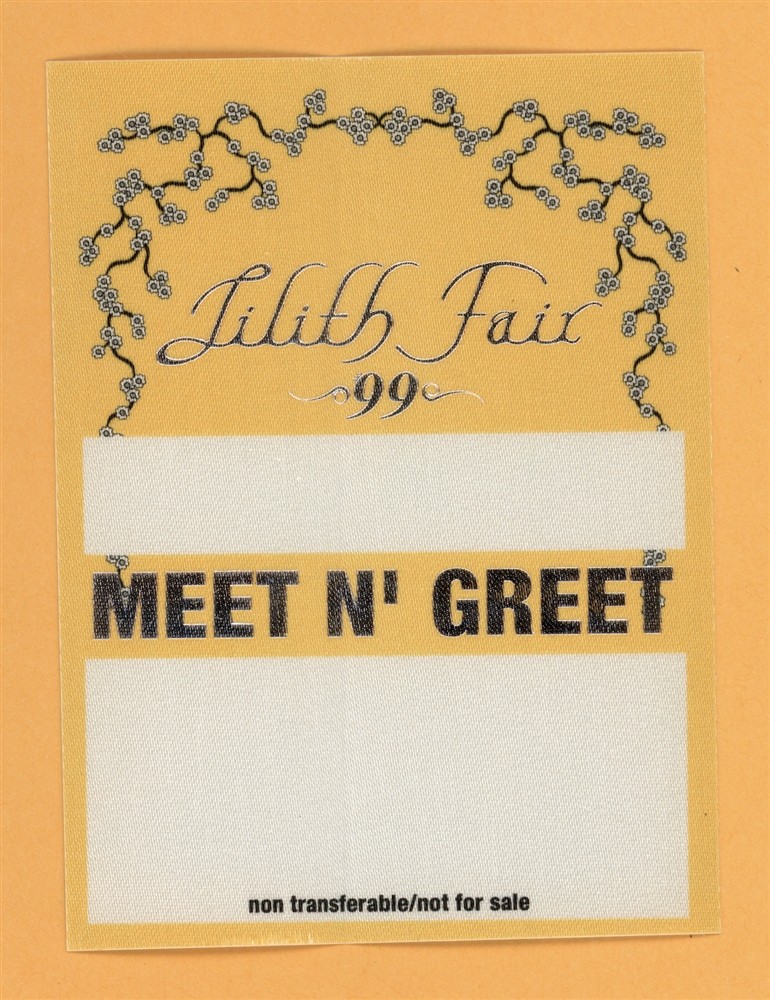 Lilith Fair
99
MEET N' GREET
non transferable/not for sale